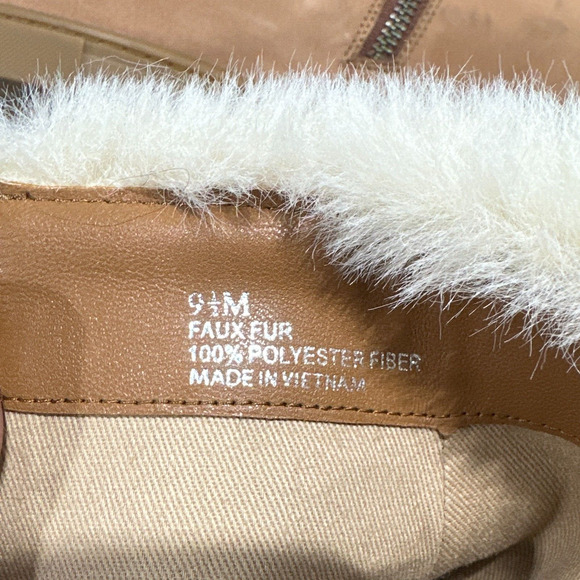 9½M
FAUX FUR
100% POLYESTER FIBER
MADE IN VIETNAM